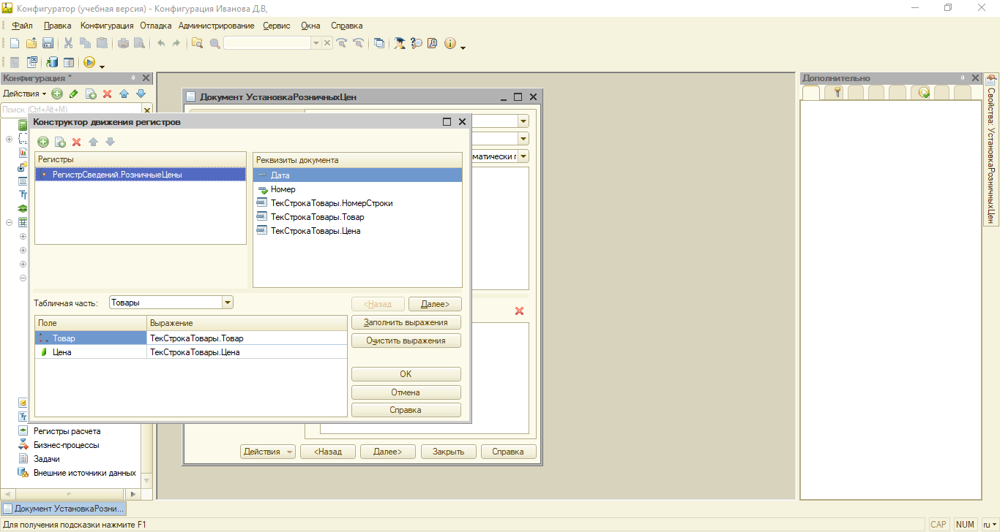 Конфигуратор (учебная версия) - Конфигурация Иванова Д.В,
Файл Правка Конфигурация Отладка Администрирование Сервис Окна Справка
Конфигурация *
Действия
Поиск (Ctrl+Alt+M)
Регистры расчета
Бизнес-процессы
Задачи
Внешние источники данных
Документ УстановкаРозничныхЦен
матически г
Действия <Назад Далее> Закрыть Справка
Конструктор движения регистров
Регистры
РегистрСведений.РозничныеЦены
Реквизиты документа
Дата
Номер
ТекСтрокаТовары.НомерСтроки
ТекСтрокаТовары.Товар
ТекСтрокаТовары.Цена
Табличная часть: Товары
<Назад Далее>
Поле Выражение
Товар ТекСтрокаТовары.Товар
Цена ТекСтрокаТовары.Цена
Заполнить выражения
Очистить выражения
OK
Отмена
Справка
Дополнительно
Свойства: УстановкаРозничныхЦен
Документ УстановкаРозни...
Для получения подсказки нажмите F1
CAP NUM ru